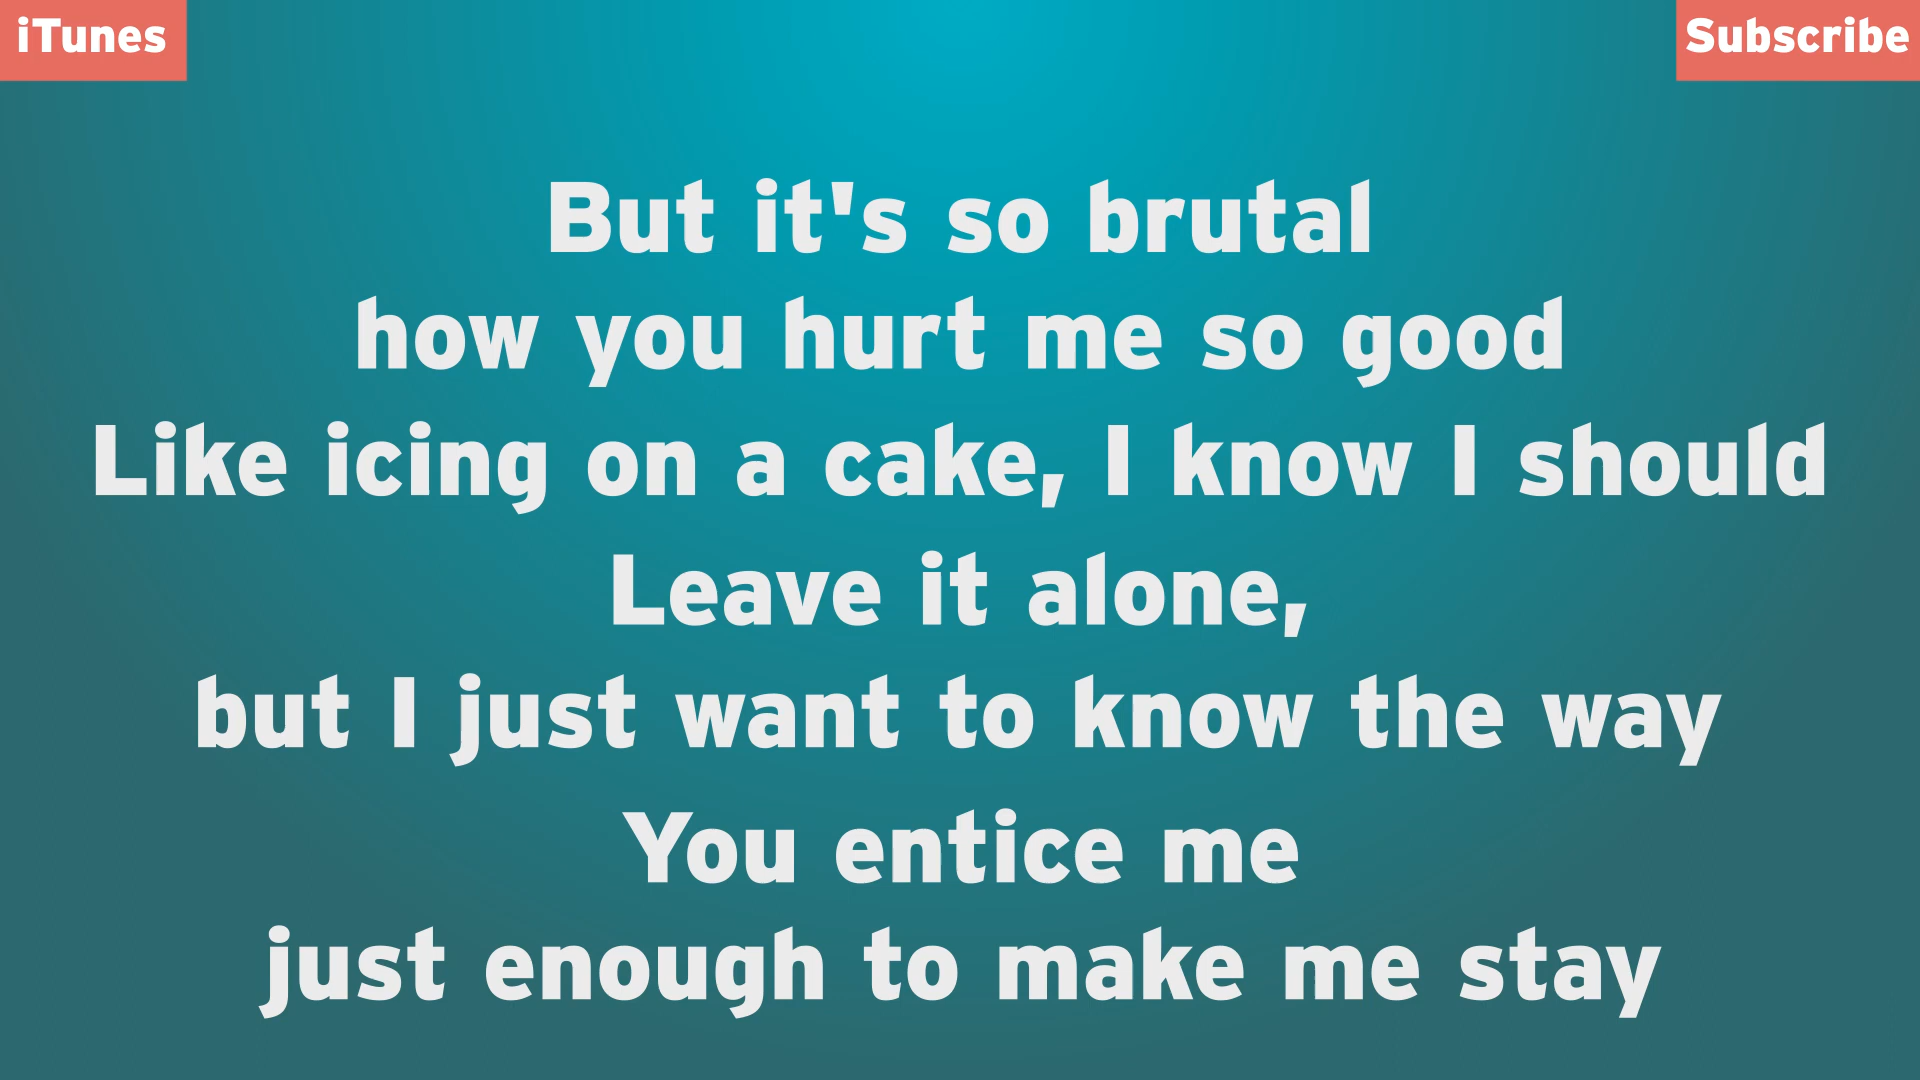 iTunes
Subscribe
But it's so brutal
how you hurt me so good
Like icing on a cake, I know I should
Leave it alone,
but I just want to know the way
You entice me
just enough to make me stay